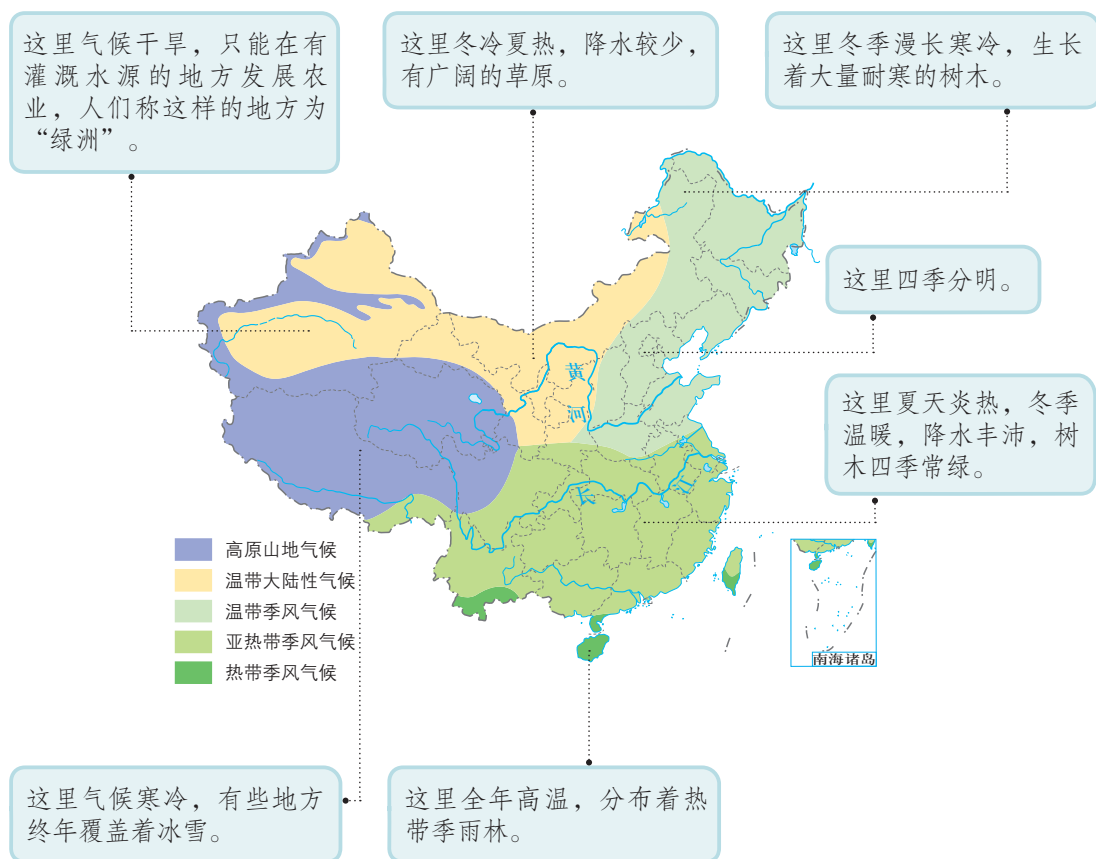 这里气候干旱，只能在有
灌溉水源的地方发展农
业，人们称这样的地方为
“绿洲”。
这里冬冷夏热，降水较少，
有广阔的草原。
这里冬季漫长寒冷，生长
着大量耐寒的树木。
这里四季分明。
这里夏天炎热，冬季
温暖，降水丰沛，树
木四季常绿。
黄河
长江
高原山地气候
温带大陆性气候
温带季风气候
亚热带季风气候
热带季风气候
南海诸岛
这里气候寒冷，有些地方
终年覆盖着冰雪。
这里全年高温，分布着热
带季雨林。